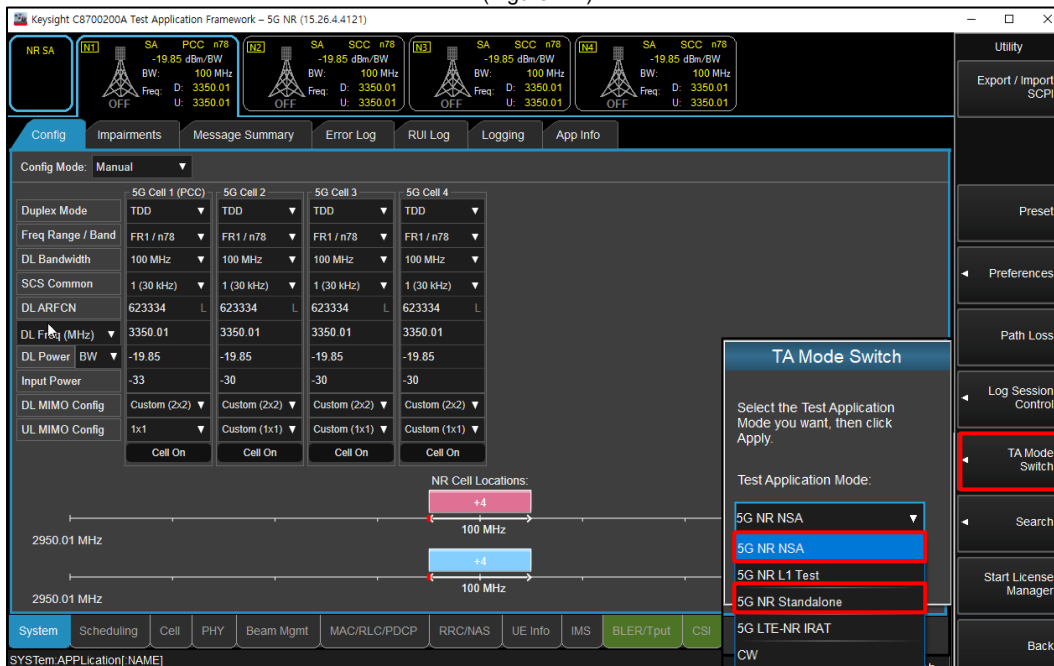 Keysight C8700200A Test Application Framework – 5G NR (15.26.4.4121)
NR SA
N1 SA PCC n78
-19.85 dBm/BW
BW: 100 MHz
Freq: D: 3350.01
U: 3350.01
OFF
N2 SA SCC n78
-19.85 dBm/BW
BW: 100 MHz
Freq: D: 3350.01
U: 3350.01
OFF
N3 SA SCC n78
-19.85 dBm/BW
BW: 100 MHz
Freq: D: 3350.01
U: 3350.01
OFF
N4 SA SCC n78
-19.85 dBm/BW
BW: 100 MHz
Freq: D: 3350.01
U: 3350.01
OFF
Config Impairments Message Summary Error Log RUI Log Logging App Info
Config Mode: Manual
5G Cell 1 (PCC) 5G Cell 2 5G Cell 3 5G Cell 4
Duplex Mode TDD TDD TDD TDD
Freq Range / Band FR1 / n78 FR1 / n78 FR1 / n78 FR1 / n78
DL Bandwidth 100 MHz 100 MHz 100 MHz 100 MHz
SCS Common 1 (30 kHz) 1 (30 kHz) 1 (30 kHz) 1 (30 kHz)
DL ARFCN 623334 L 623334 L 623334 L 623334 L
DL Freq (MHz) 3350.01 3350.01 3350.01 3350.01
DL Power BW -19.85 -19.85 -19.85 -19.85
Input Power -33 -30 -30 -30
DL MIMO Config Custom (2x2) Custom (2x2) Custom (2x2) Custom (2x2)
UL MIMO Config 1x1 Custom (1x1) Custom (1x1) Custom (1x1)
Cell On Cell On Cell On Cell On
NR Cell Locations:
+4
100 MHz
2950.01 MHz
+4
100 MHz
2950.01 MHz
System Scheduling Cell PHY Beam Mgmt MAC/RLC/PDCP RRC/NAS UE Info IMS BLER/Tput CSI
SYSTem:APPLication[:NAME]
TA Mode Switch
Select the Test Application
Mode you want, then click
Apply.
Test Application Mode:
5G NR NSA
5G NR NSA
5G NR L1 Test
5G NR Standalone
5G LTE-NR IRAT
CW
Utility
Export / Import
SCPI
Preset
Preferences
Path Loss
Log Session
Control
TA Mode
Switch
Search
Start License
Manager
Back